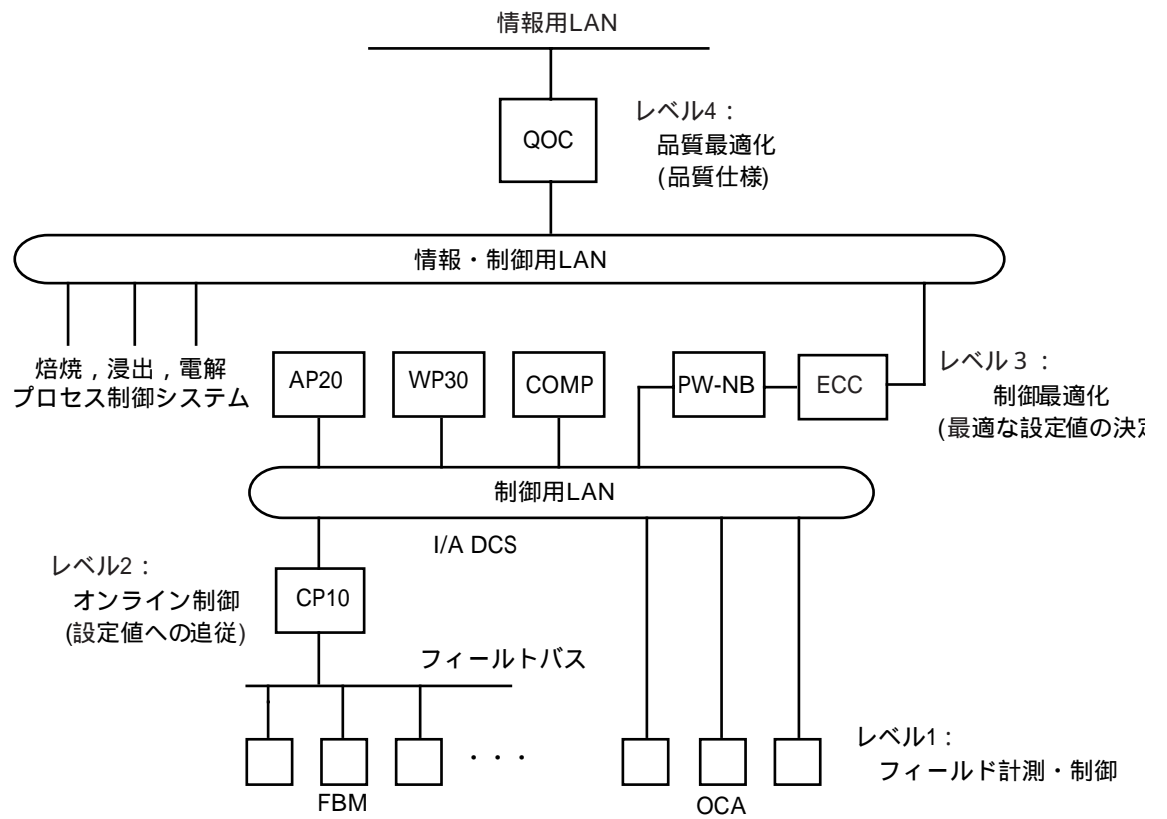 情報用LAN
QOC
レベル4：
品質最適化
(品質仕様)
情報・制御用LAN
焙焼，浸出，電解
プロセス制御システム
AP20
WP30
COMP
PW-NB
ECC
レベル３：
制御最適化
(最適な設定値の決定
制御用LAN
I/A DCS
レベル2：
オンライン制御
(設定値への追従)
CP10
フィールトバス
・・・
FBM
OCA
レベル1：
フィールド計測・制御